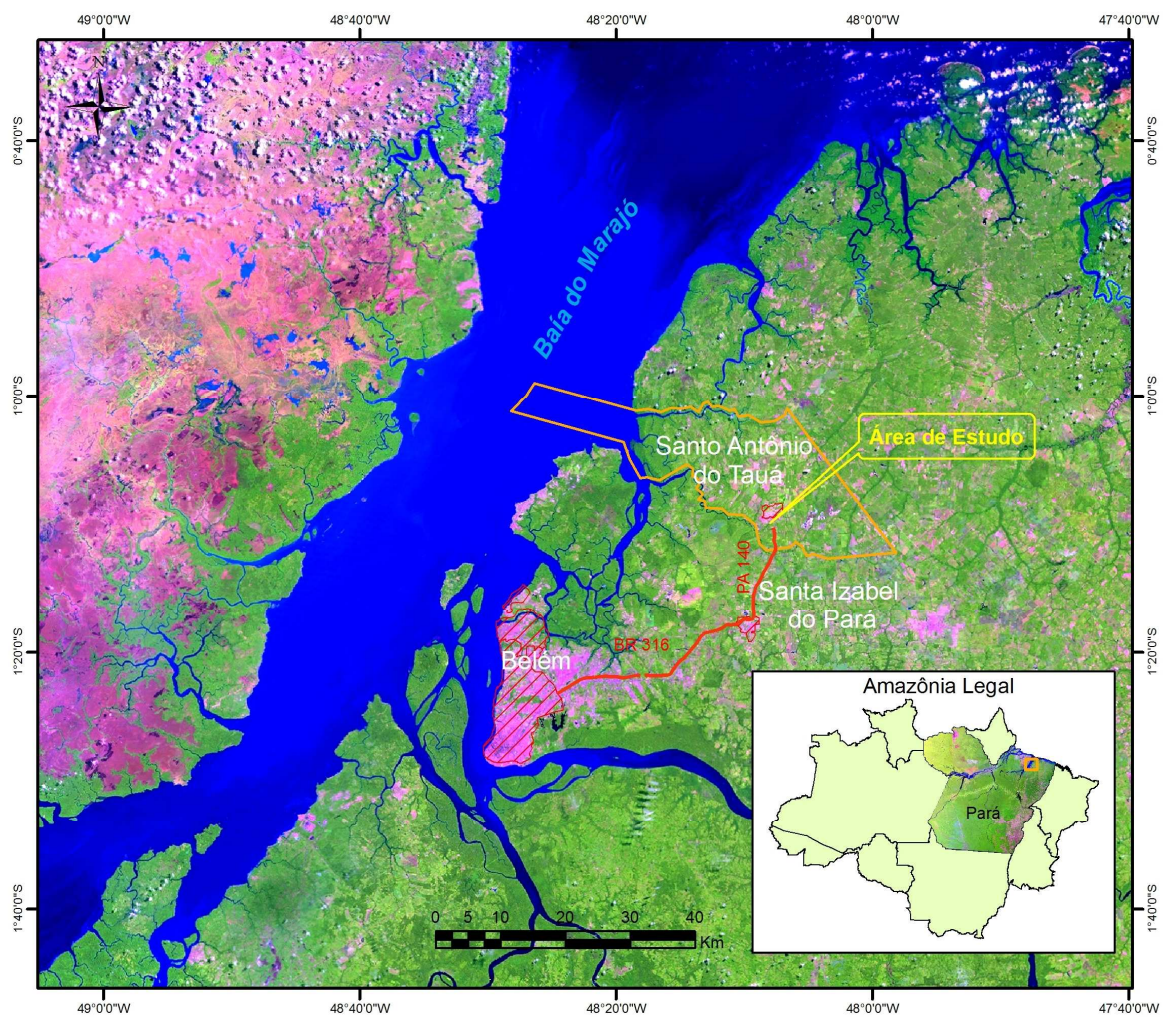 49°0'0"W 48°40'0"W 48°20'0"W 48°0'0"W 47°40'0"W
N
0°40'0"S 0°40'0"S
Baía do Marajó
1°0'0"S 1°0'0"S
Área de Estudo
Santo Antônio
do Tauá
PA 140
Santa Izabel
do Pará
BR 316
Belém
1°20'0"S 1°20'0"S
Amazônia Legal
Pará
1°40'0"S 1°40'0"S
0 5 10 20 30 40
Km
49°0'0"W 48°40'0"W 48°20'0"W 48°0'0"W 47°40'0"W